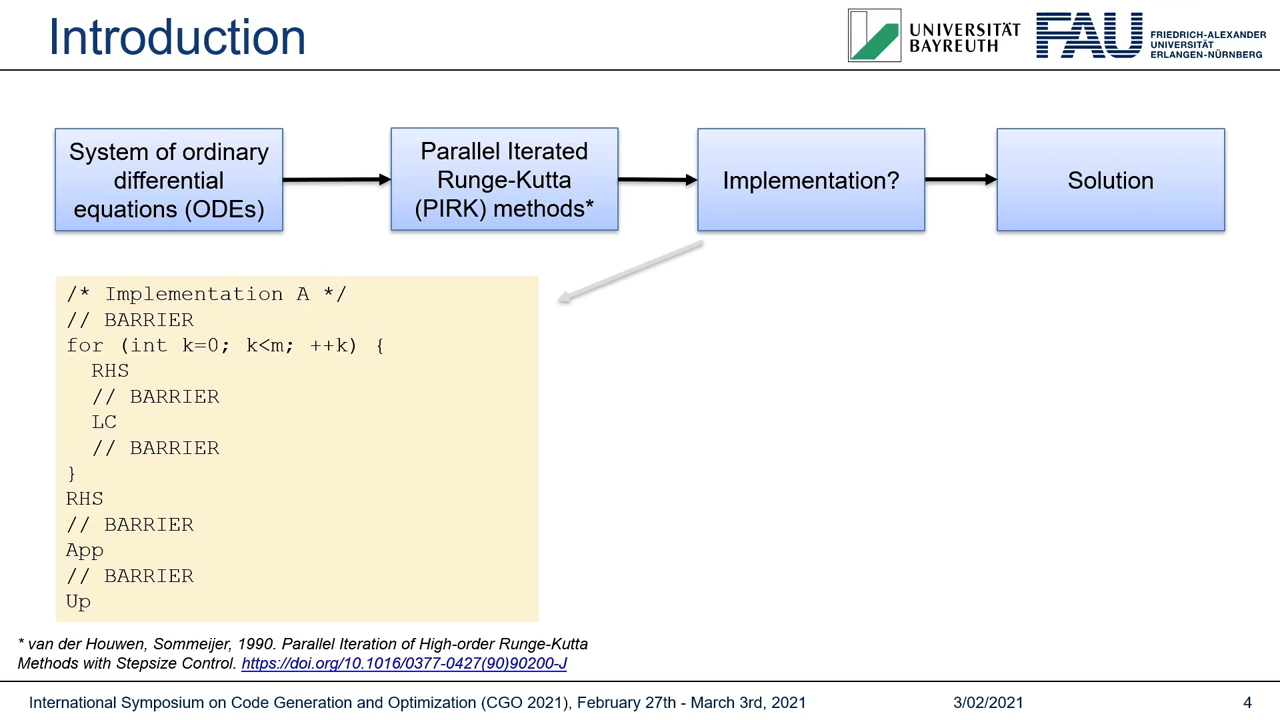 Introduction
UNIVERSITÄT
BAYREUTH
FAU
FRIEDRICH-ALEXANDER
UNIVERSITÄT
ERLANGEN-NÜRNBERG
System of ordinary
differential
equations (ODEs)
Parallel Iterated
Runge-Kutta
(PIRK) methods*
Implementation?
Solution
/* Implementation A */
// BARRIER
for (int k=0; k<m; ++k) {
  RHS
  // BARRIER
  LC
  // BARRIER
}
RHS
// BARRIER
App
// BARRIER
Up
* van der Houwen, Sommeijer, 1990. Parallel Iteration of High-order Runge-Kutta
Methods with Stepsize Control. https://doi.org/10.1016/0377-0427(90)90200-J
International Symposium on Code Generation and Optimization (CGO 2021), February 27th - March 3rd, 2021
3/02/2021
4